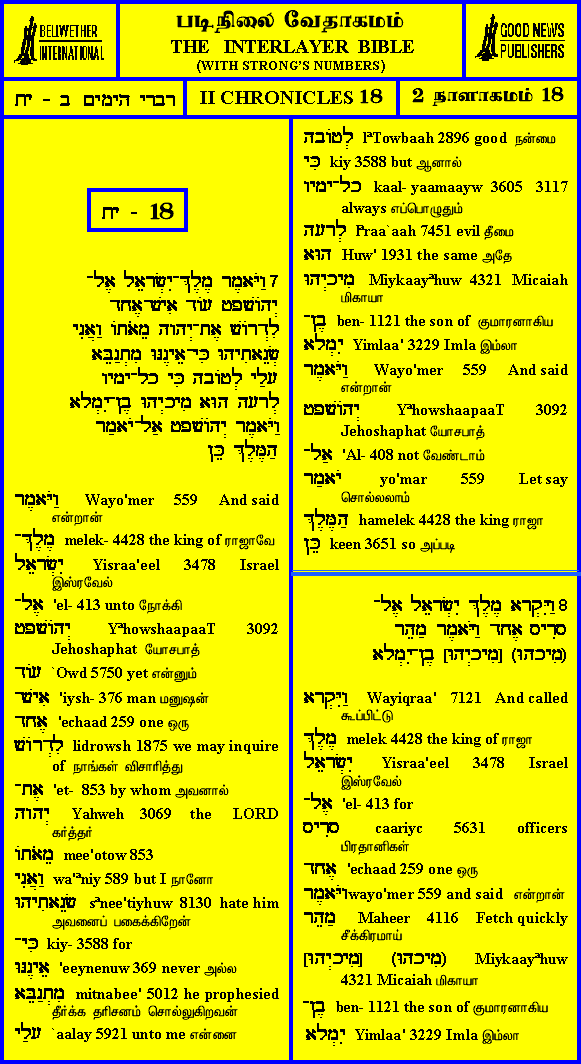 BELLWETHER
INTERNATIONAL
படிநிலை வேதாகமம்
THE INTERLAYER BIBLE
(WITH STRONG'S NUMBERS)
GOOD NEWS
PUBLISHERS
דברי הימים ב - יח
II CHRONICLES 18
2 நாளாகமம் 18
18 - יח
7 וַיֹּאמֶר מֶלֶךְ־יִשְׂרָאֵל אֶל־
יְהוֹשָׁפָט עוֹד אִישׁ־אֶחָד
לִדְרוֹשׁ אֶת־יְהוָה מֵאֹתוֹ וַאֲנִי
שְׂנֵאתִיהוּ כִּי־אֵינֶנּוּ מִתְנַבֵּא
עָלַי לְטוֹבָה כִּי כָל־יָמָיו
לְרָעָה הוּא מִיכָיְהוּ בֶן־יִמְלָא
וַיֹּאמֶר יְהוֹשָׁפָט אַל־יֹאמַר
הַמֶּלֶךְ כֵּן
וַיֹּאמֶר Wayo'mer 559 And said
என்றான்
מֶלֶךְ־ melek- 4428 the king of ராஜாவே
יִשְׂרָאֵל Yisraa'eel 3478 Israel
இஸ்ரவேல்
אֶל־ 'el- 413 unto நோக்கி
יְהוֹשָׁפָט YªhowshaapaaT 3092
Jehoshaphat யோசபாத்
עוֹד `Owd 5750 yet என்னும்
אִישׁ־ 'iysh- 376 man மனுஷன்
אֶחָד 'echaad 259 one ஒரு
לִדְרוֹשׁ lidrowsh 1875 we may inquire
of நாங்கள் விசாரித்து
אֶת־ 'et- 853 by whom அவனால்
יְהוָה Yahweh 3069 the LORD
கர்த்தர்
מֵאֹתוֹ mee'otow 853
וַאֲנִי wa'ªniy 589 but I நானோ
שְׂנֵאתִיהוּ sªnee'tiyhuw 8130 hate him
அவனைப் பகைக்கிறேன்
כִּי־ kiy- 3588 for
אֵינֶנּוּ 'eeynenuw 369 never அல்ல
מִתְנַבֵּא mitnabee' 5012 he prophesied
தீர்க்க தரிசனம் சொல்லுகிறவன்
עָלַי `aalay 5921 unto me என்னை
לְטוֹבָה lªTowbaah 2896 good நன்மை
כִּי kiy 3588 but ஆனால்
כָל־יָמָיו kaal- yaamaayw 3605 3117
always எப்பொழுதும்
לְרָעָה lªraa`aah 7451 evil தீமை
הוּא Huw' 1931 the same அதே
מִיכָיְהוּ Miykaayªhuw 4321 Micaiah
மிகாயா
בֶן־ ben- 1121 the son of குமாரனாகிய
יִמְלָא Yimlaa' 3229 Imla இம்லா
וַיֹּאמֶר Wayo'mer 559 And said
என்றான்
יְהוֹשָׁפָט YªhowshaapaaT 3092
Jehoshaphat யோசபாத்
אַל־ 'Al- 408 not வேண்டாம்
יֹאמַר yo'mar 559 Let say
சொல்லலாம்
הַמֶּלֶךְ hamelek 4428 the king ராஜா
כֵּן keen 3651 so அப்படி
8 וַיִּקְרָא מֶלֶךְ יִשְׂרָאֵל אֶל־
סָרִיס אֶחָד וַיֹּאמֶר מַהֵר
(מִיכָהוּ) [מִיכָיְהוּ] בֶן־יִמְלָא
וַיִּקְרָא Wayiqraa' 7121 And called
கூப்பிட்டு
מֶלֶךְ melek 4428 the king of ராஜா
יִשְׂרָאֵל Yisraa'eel 3478 Israel
இஸ்ரவேல்
אֶל־ 'el- 413 for
סָרִיס caariyc 5631 officers
பிரதானிகள்
אֶחָד 'echaad 259 one ஒரு
וַיֹּאמֶר wayo'mer 559 and said என்றான்
מַהֵר Maheer 4116 Fetch quickly
சீக்கிரமாய்
(מִיכָהוּ) [מִיכָיְהוּ] Miykaayªhuw
4321 Micaiah மிகாயா
בֶן־ ben- 1121 the son of குமாரனாகிய
יִמְלָא Yimlaa' 3229 Imla இம்லா